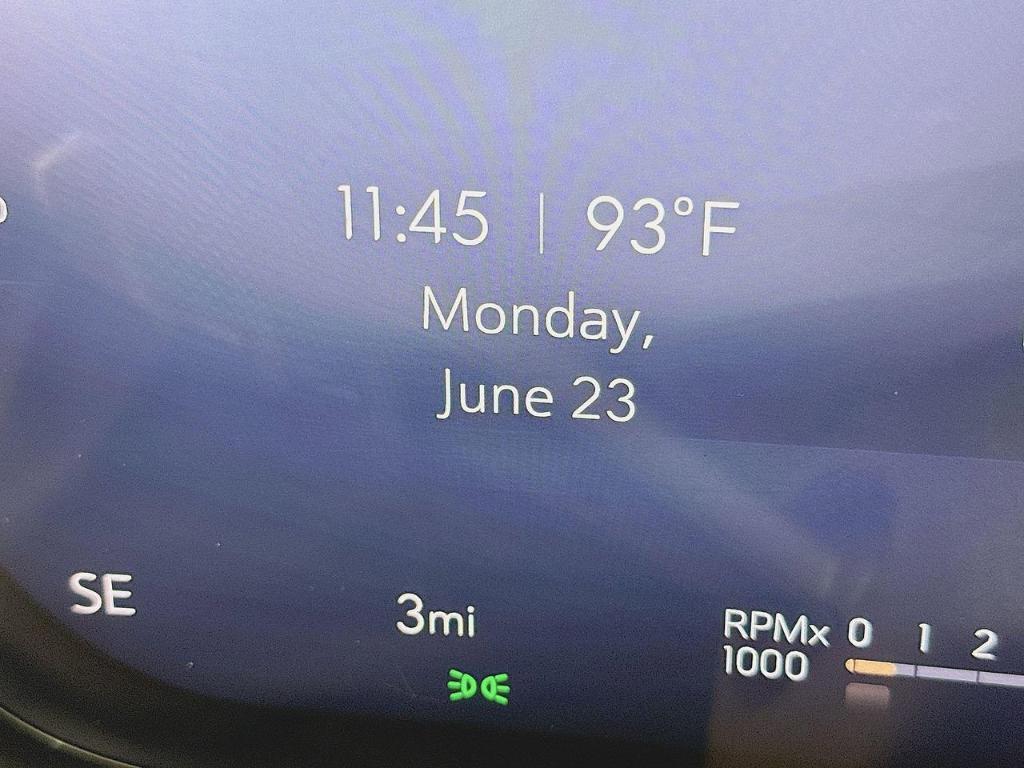 11:45 | 93°F
Monday,
June 23
SE
3mi
RPMx 0 1 2
1000